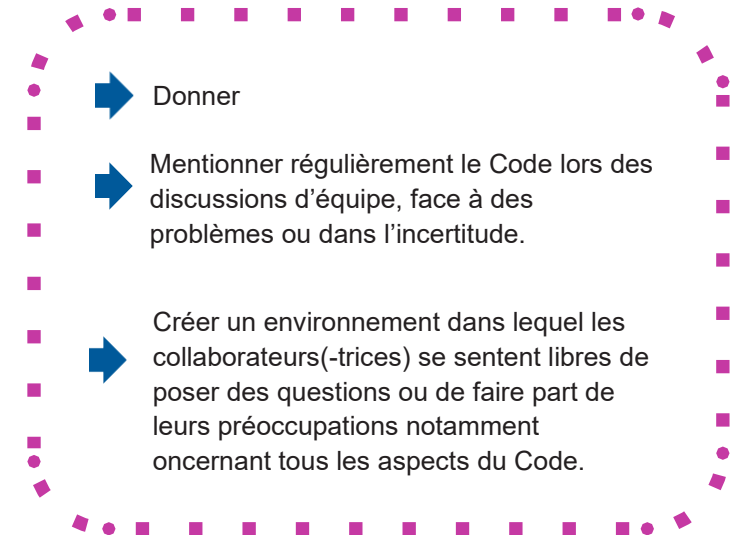 Donner
Mentionner régulièrement le Code lors des
discussions d’équipe, face à des
problèmes ou dans l’incertitude.
Créer un environnement dans lequel les
collaborateurs(-trices) se sentent libres de
poser des questions ou de faire part de
leurs préoccupations notamment
oncernant tous les aspects du Code.